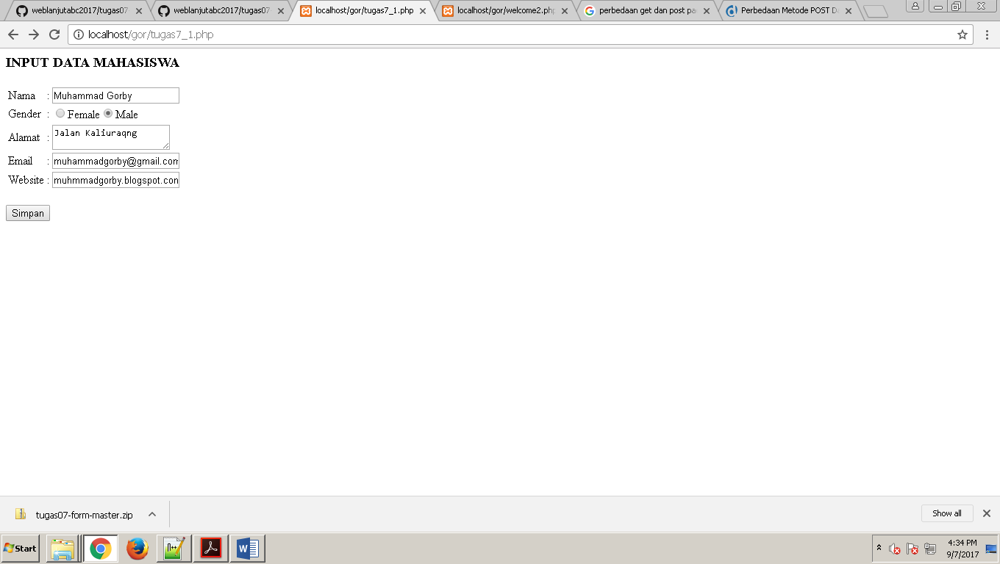 weblanjutabc2017/tugas07
weblanjutabc2017/tugas07
localhost/gor/tugas7_1.php
localhost/gor/welcome2.php
perbedaan get dan post pa
Perbedaan Metode POST D
localhost/gor/tugas7_1.php
INPUT DATA MAHASISWA
Nama : Muhammad Gorby
Gender : Female Male
Alamat : Jalan Kaliuraqng
Email : muhammadgorby@gmail.com
Website : muhmmadgorby.blogspot.com
Simpan
tugas07-form-master.zip
Show all
Start
4:34 PM
9/7/2017